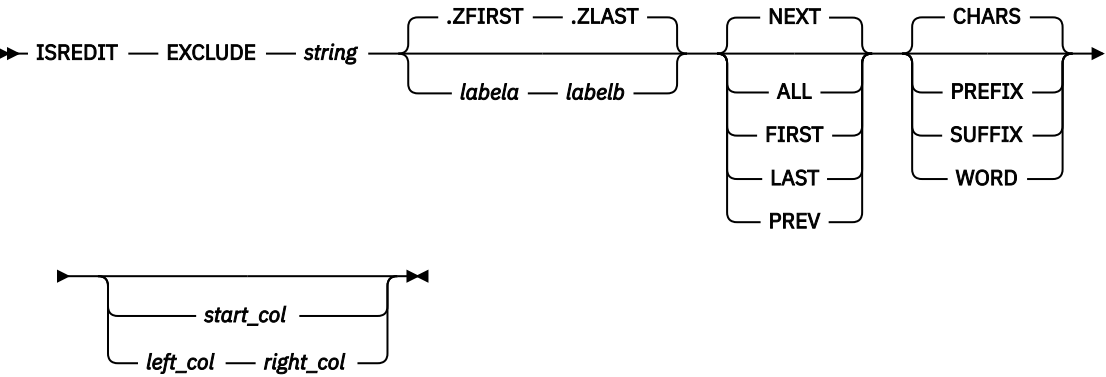 .ZFIRST .ZLAST NEXT CHARS
ISREDIT EXCLUDE string
labela labelb ALL PREFIX
FIRST SUFFIX
LAST WORD
PREV
start_col
left_col right_col